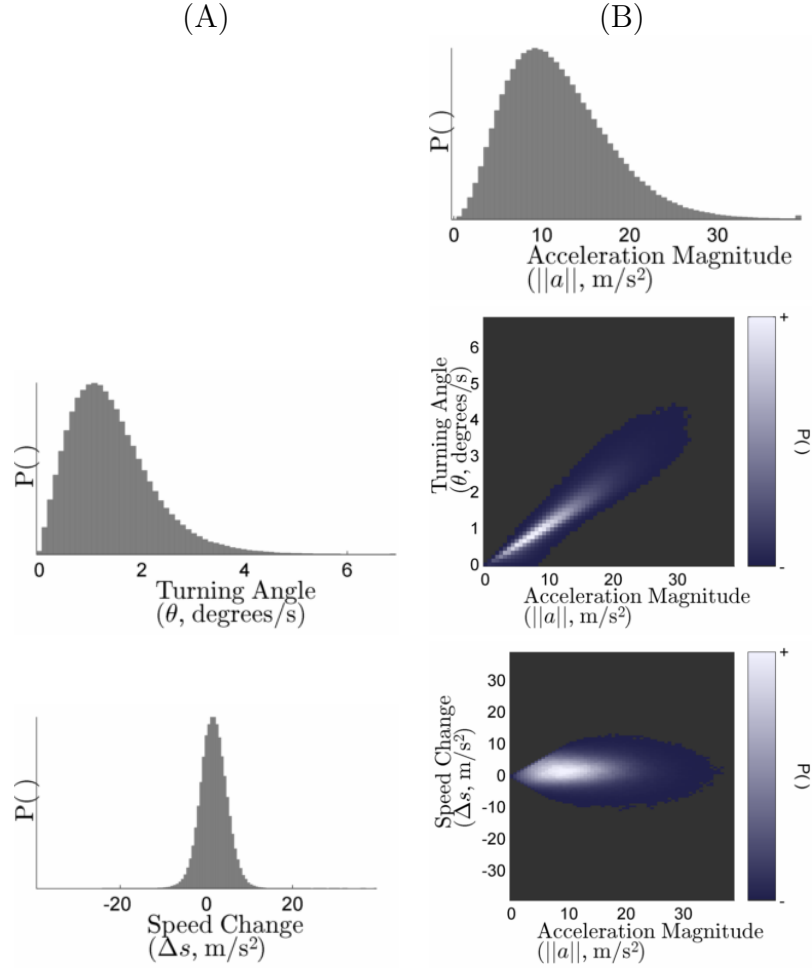 (A)
(B)
P( )
0 10 20 30
Acceleration Magnitude
(||a||, m/s²)
P( )
0 2 4 6
Turning Angle
(θ, degrees/s)
Turning Angle
(θ, degrees/s)
6
5
4
3
2
1
0
0 10 20 30
Acceleration Magnitude
(||a||, m/s²)
+
-
P()
P( )
-20 0 20
Speed Change
(Δs, m/s²)
Speed Change
(Δs, m/s²)
30
20
10
0
-10
-20
-30
0 10 20 30
Acceleration Magnitude
(||a||, m/s²)
+
-
P()